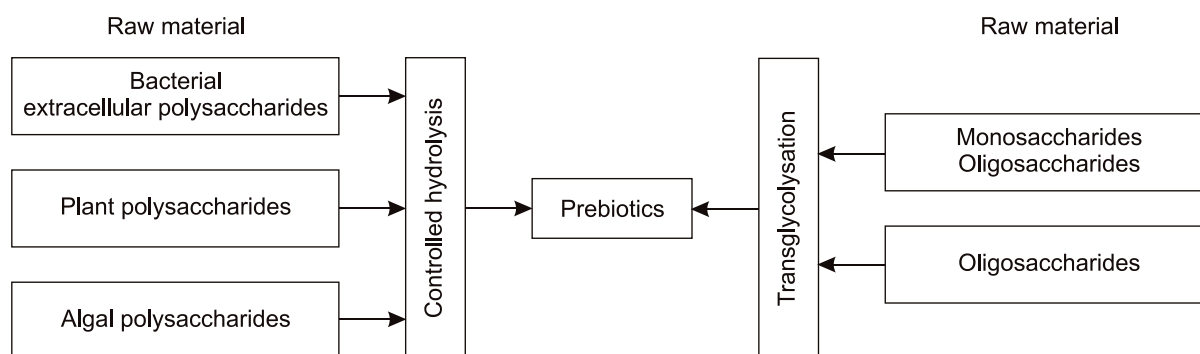 Raw material
Bacterial
extracellular polysaccharides
Plant polysaccharides
Algal polysaccharides
Controlled hydrolysis
Prebiotics
Transglycolysation
Raw material
Monosaccharides
Oligosaccharides
Oligosaccharides